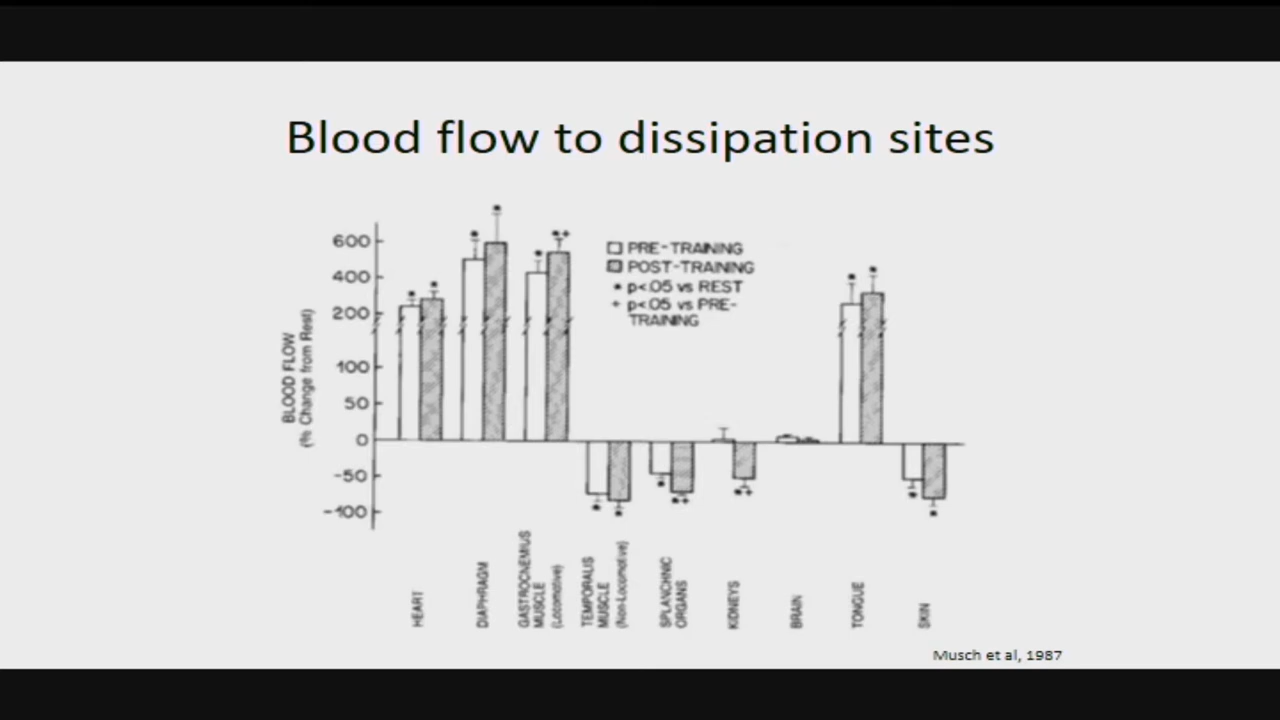 Blood flow to dissipation sites
600
400
200
100
50
0
-50
-100
BLOOD FLOW
(% Change from Rest)
PRE-TRAINING
POST-TRAINING
* p<.05 vs REST
+ p<.05 vs PRE-
TRAINING
HEART
DIAPHRAGM
GASTROCNEMIUS
MUSCLE
(Locomotive)
TEMPORALIS
MUSCLE
(Non-Locomotive)
SPLANCHNIC
ORGANS
KIDNEYS
BRAIN
TONGUE
SKIN
Musch et al, 1987